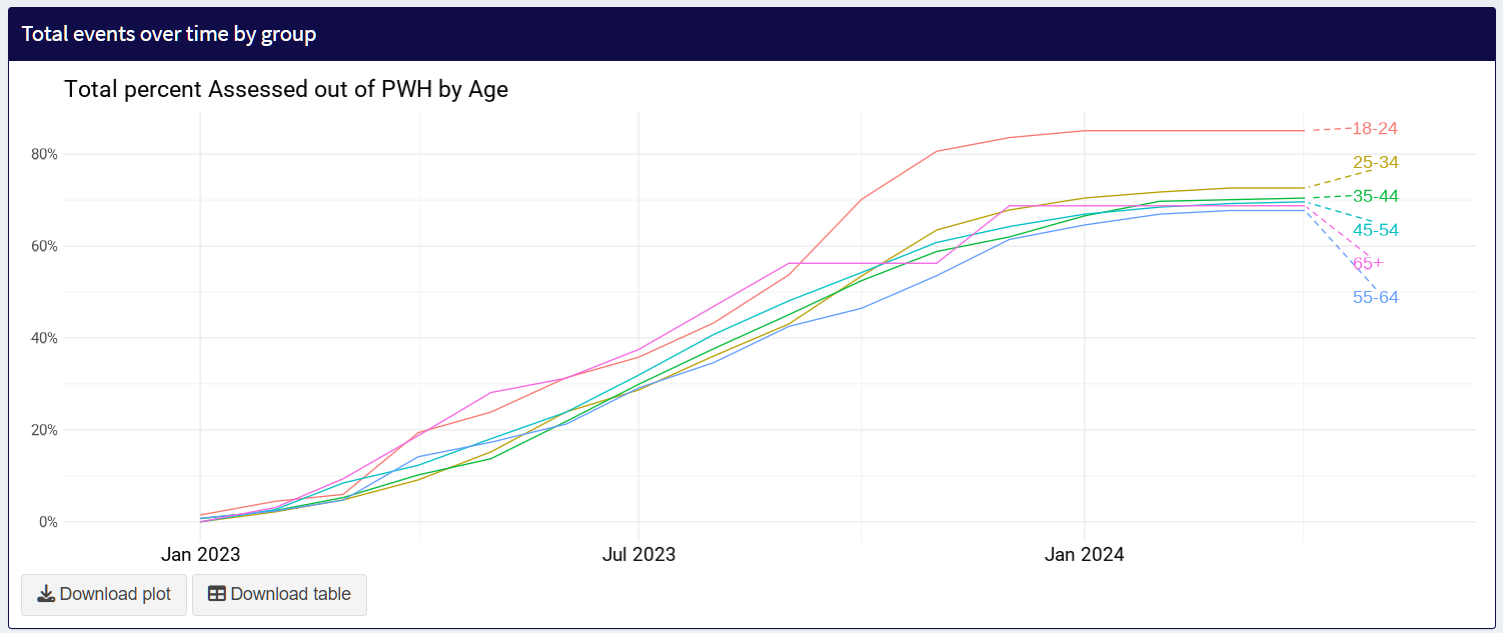 Total events over time by group
Total percent Assessed out of PWH by Age
80%
60%
40%
20%
0%
18-24
25-34
35-44
45-54
65+
55-64
Jan 2023
Jul 2023
Jan 2024
Download plot
Download table